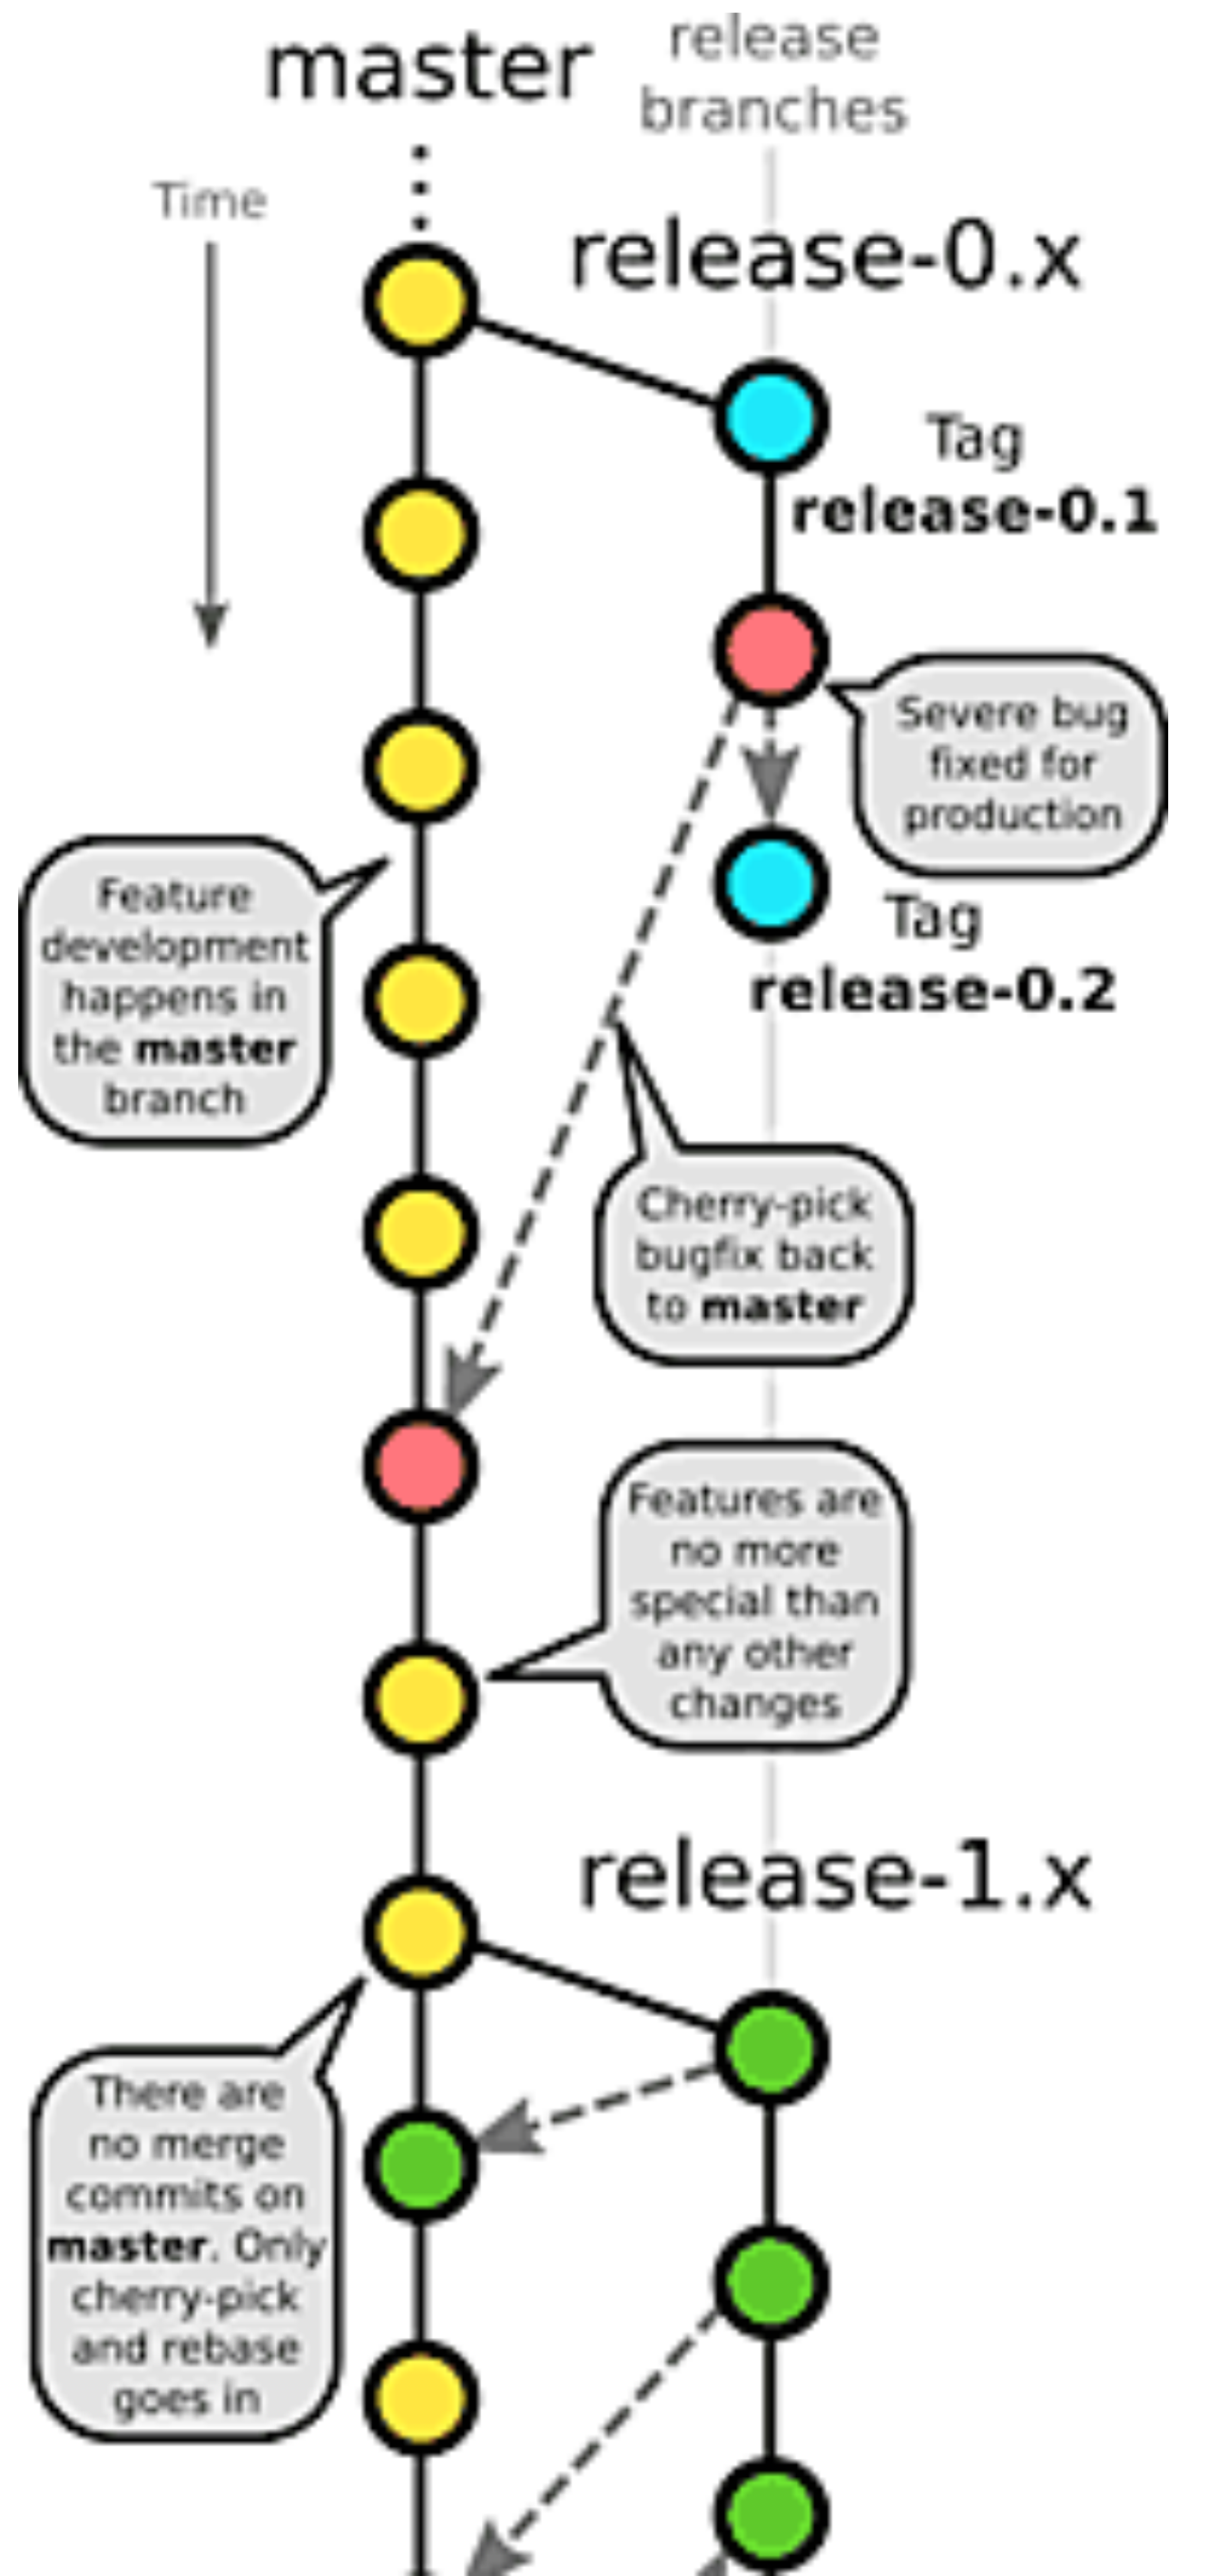 master
release
branches
Time
release-0.x
Tag
release-0.1
Severe bug
fixed for
production
Feature
development
happens in
the master
branch
Tag
release-0.2
Cherry-pick
bugfix back
to master
Features are
no more
special than
any other
changes
release-1.x
There are
no merge
commits on
master. Only
cherry-pick
and rebase
goes in